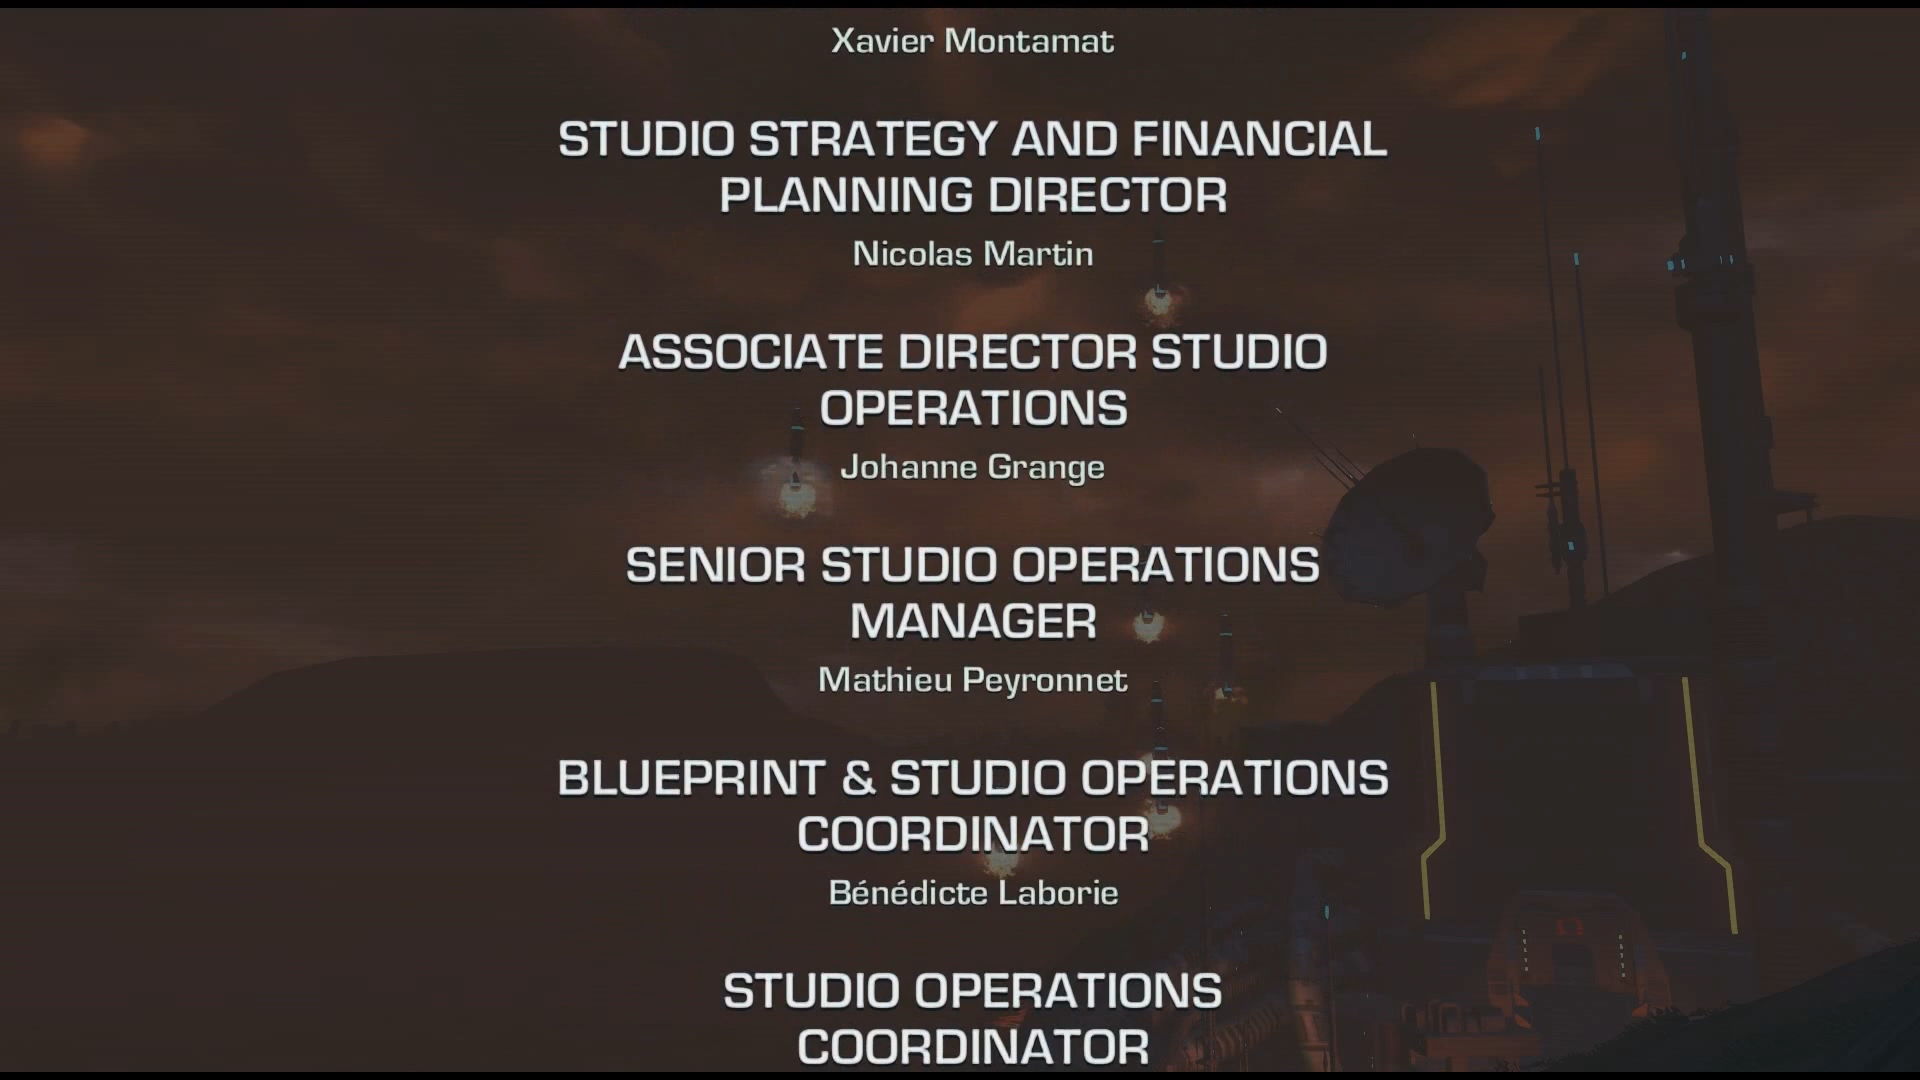 Xavier Montamat
STUDIO STRATEGY AND FINANCIAL
PLANNING DIRECTOR
Nicolas Martin
ASSOCIATE DIRECTOR STUDIO
OPERATIONS
Johanne Grange
SENIOR STUDIO OPERATIONS
MANAGER
Mathieu Peyronnet
BLUEPRINT & STUDIO OPERATIONS
COORDINATOR
Bénédicte Laborie
STUDIO OPERATIONS
COORDINATOR